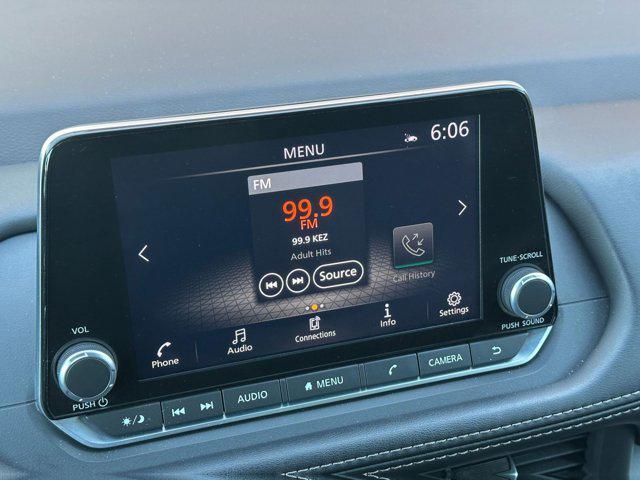 MENU
6:06
FM
99.9
FM
99.9 KEZ
Adult Hits
Source
Call History
Phone
Audio
Connections
Info
Settings
VOL
PUSH
TUNE·SCROLL
PUSH SOUND
AUDIO
MENU
CAMERA